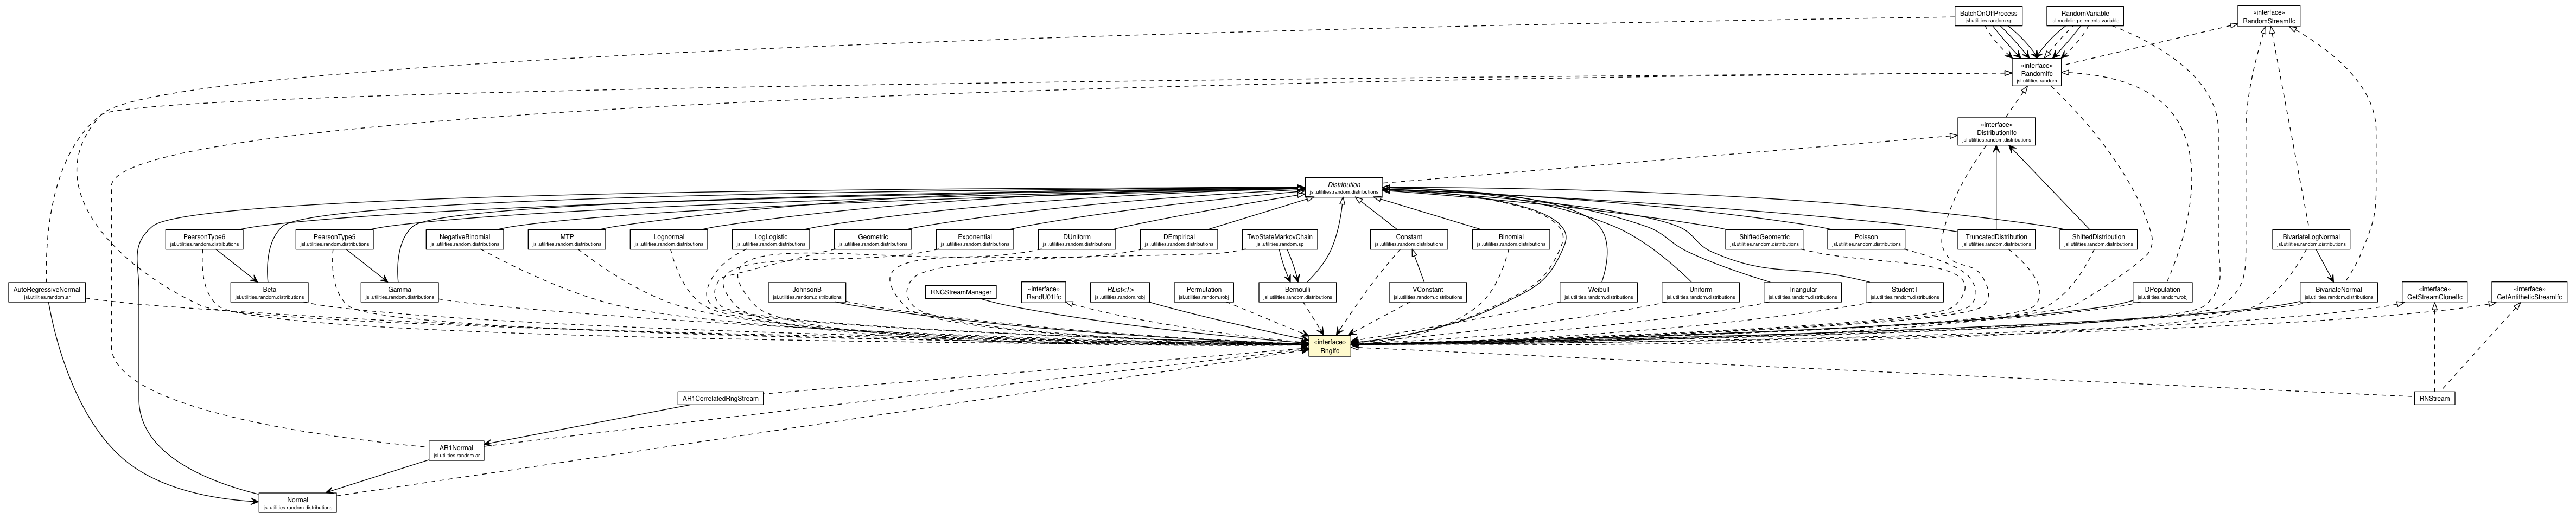 BatchOnOffProcess
jsl.utilities.random.sp
RandomVariable
jsl.modeling.elements.variable
«interface»
RandomStreamIfc
«interface»
RandomIfc
jsl.utilities.random
«interface»
DistributionIfc
jsl.utilities.random.distributions
Distribution
jsl.utilities.random.distributions
PearsonType6
jsl.utilities.random.distributions
PearsonType5
jsl.utilities.random.distributions
NegativeBinomial
jsl.utilities.random.distributions
MTP
jsl.utilities.random.distributions
Lognormal
jsl.utilities.random.distributions
LogLogistic
jsl.utilities.random.distributions
Geometric
jsl.utilities.random.distributions
Exponential
jsl.utilities.random.distributions
DUniform
jsl.utilities.random.distributions
DEmpirical
jsl.utilities.random.distributions
TwoStateMarkovChain
jsl.utilities.random.sp
Constant
jsl.utilities.random.distributions
Binomial
jsl.utilities.random.distributions
ShiftedGeometric
jsl.utilities.random.distributions
Poisson
jsl.utilities.random.distributions
TruncatedDistribution
jsl.utilities.random.distributions
ShiftedDistribution
jsl.utilities.random.distributions
BivariateLogNormal
jsl.utilities.random.distributions
AutoRegressiveNormal
jsl.utilities.random.ar
Beta
jsl.utilities.random.distributions
Gamma
jsl.utilities.random.distributions
JohnsonB
jsl.utilities.random.distributions
RNGStreamManager
«interface»
RandU01Ifc
RList<T>
jsl.utilities.random.robj
Permutation
jsl.utilities.random.robj
Bernoulli
jsl.utilities.random.distributions
VConstant
jsl.utilities.random.distributions
Weibull
jsl.utilities.random.distributions
Uniform
jsl.utilities.random.distributions
Triangular
jsl.utilities.random.distributions
StudentT
jsl.utilities.random.distributions
DPopulation
jsl.utilities.random.robj
BivariateNormal
jsl.utilities.random.distributions
«interface»
GetStreamCloneIfc
«interface»
GetAntitheticStreamIfc
«interface»
RngIfc
AR1CorrelatedRngStream
RNStream
AR1Normal
jsl.utilities.random.ar
Normal
jsl.utilities.random.distributions